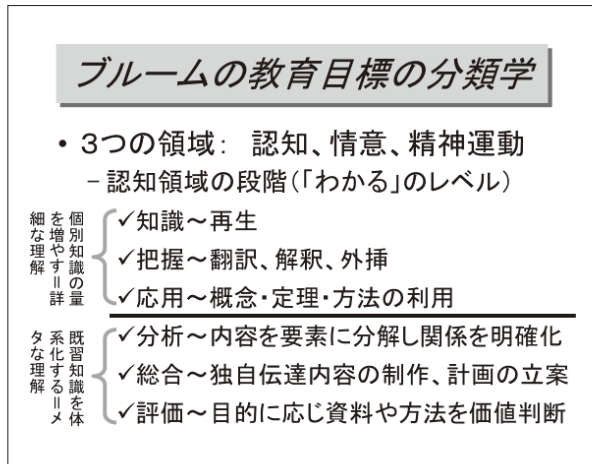 ブルームの教育目標の分類学
• 3つの領域: 認知、情意、精神運動
– 認知領域の段階(「わかる」のレベル)
個別知識の量
を増やす＝詳
細な理解
✓知識～再生
✓把握～翻訳、解釈、外挿
✓応用～概念・定理・方法の利用
既習知識を体
系化する＝メ
タな理解
✓分析～内容を要素に分解し関係を明確化
✓総合～独自伝達内容の制作、計画の立案
✓評価～目的に応じ資料や方法を価値判断